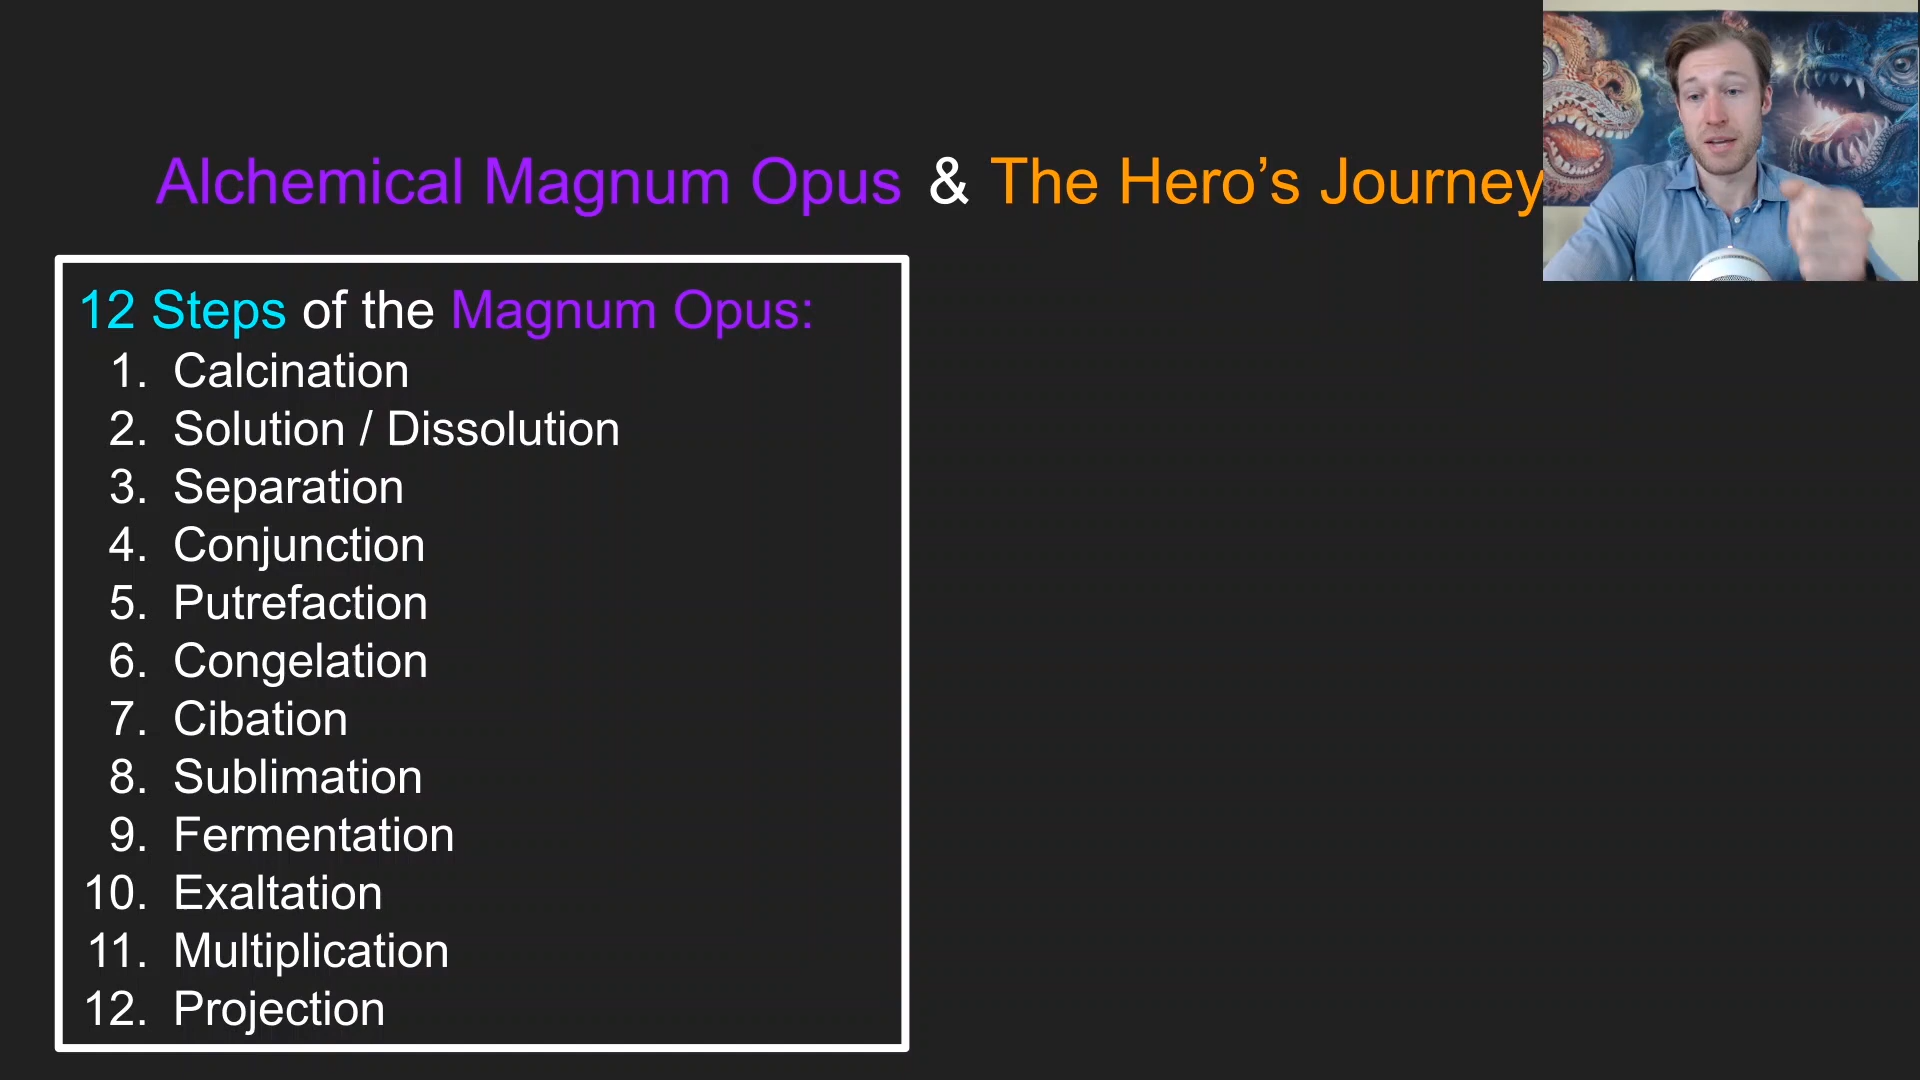 Alchemical Magnum Opus & The Hero’s Journey
12 Steps of the Magnum Opus:
1. Calcination
2. Solution / Dissolution
3. Separation
4. Conjunction
5. Putrefaction
6. Congelation
7. Cibation
8. Sublimation
9. Fermentation
10. Exaltation
11. Multiplication
12. Projection